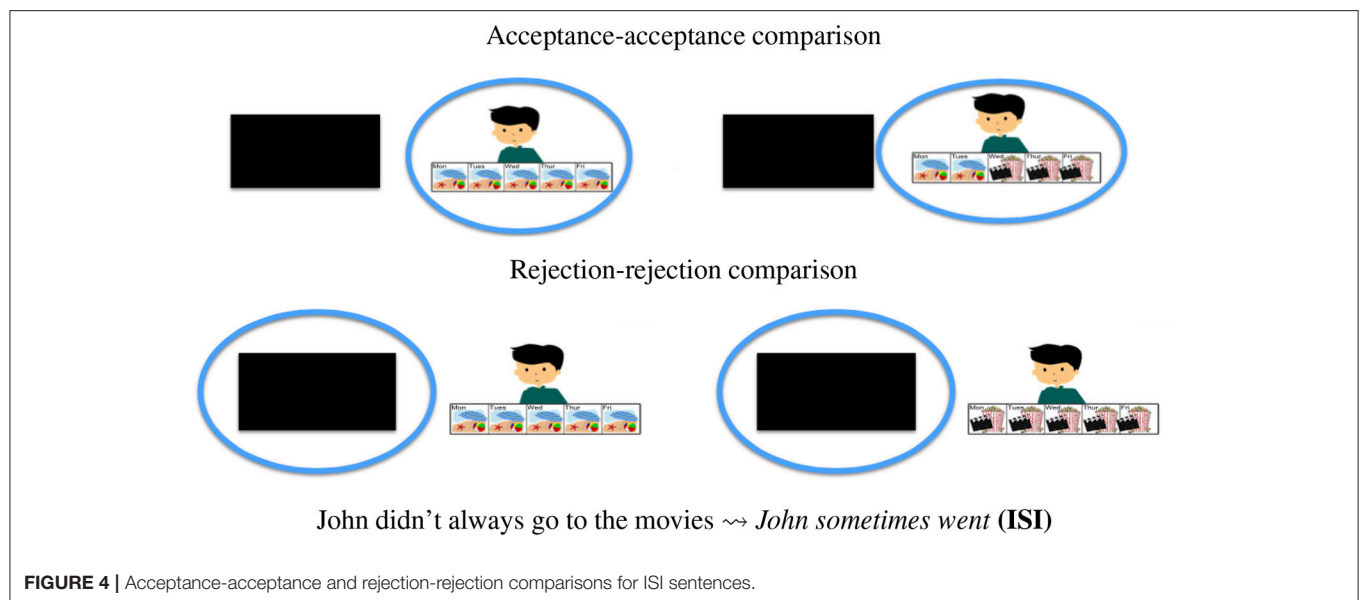 Acceptance-acceptance comparison
Mon Tues Wed Thur Fri
Mon Tues Wed Thur Fri
Rejection-rejection comparison
Mon Tues Wed Thur Fri
Mon Tues Wed Thur Fri
John didn't always go to the movies ⇝ John sometimes went (ISI)
FIGURE 4 | Acceptance-acceptance and rejection-rejection comparisons for ISI sentences.